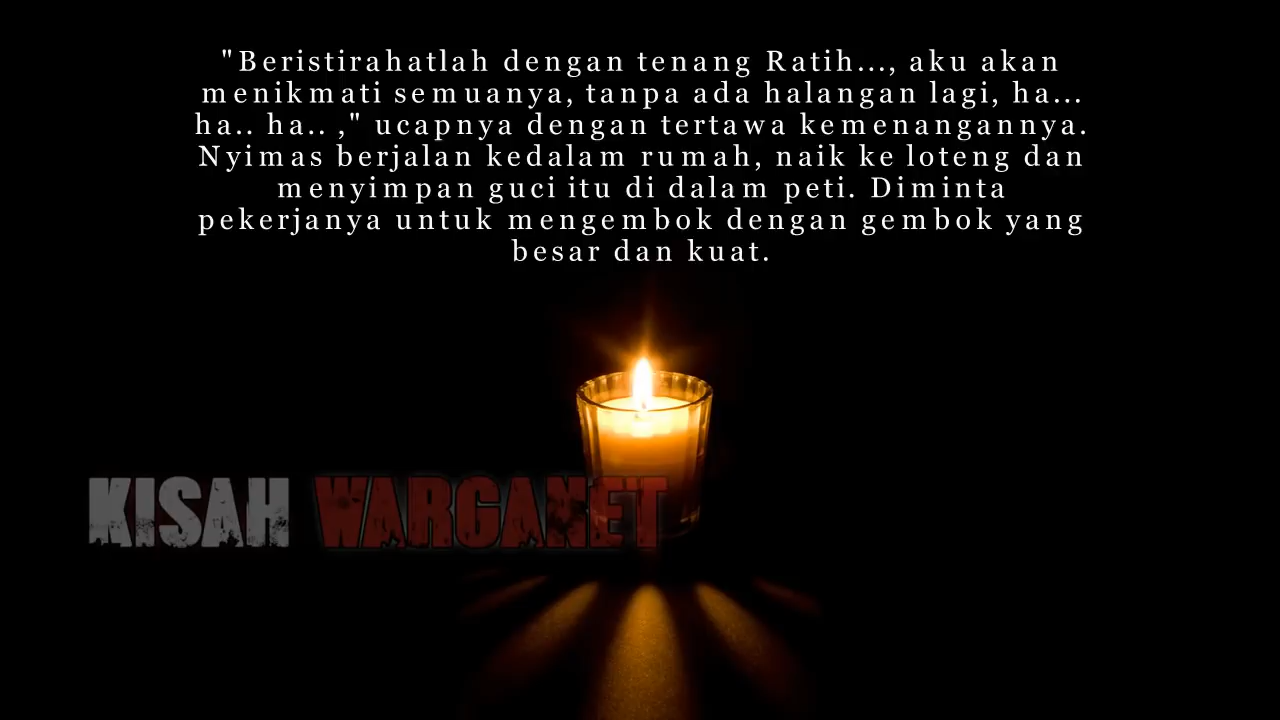 "Beristirahatlah dengan tenang Ratih..., aku akan
menikmati semuanya, tanpa ada halangan lagi, ha...
ha.. ha.. ," ucapnya dengan tertawa kemenangannya.
Nyimas berjalan kedalam rumah, naik ke loteng dan
menyimpan guci itu di dalam peti. Diminta
pekerjanya untuk mengembok dengan gembok yang
besar dan kuat.
KISAH WARGANET